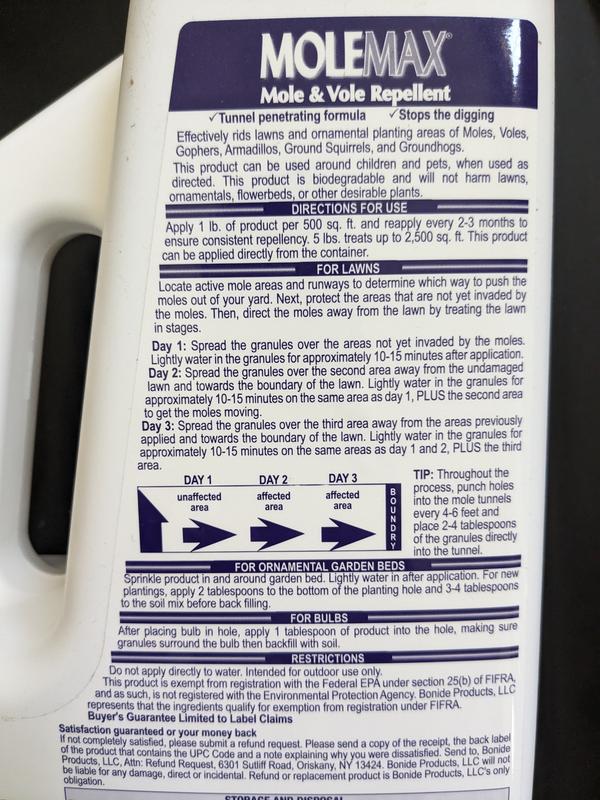 MOLEMAX®
Mole & Vole Repellent
✓Tunnel penetrating formula ✓Stops the digging
Effectively rids lawns and ornamental planting areas of Moles, Voles,
Gophers, Armadillos, Ground Squirrels, and Groundhogs.
This product can be used around children and pets, when used as
directed. This product is biodegradable and will not harm lawns,
ornamentals, flowerbeds, or other desirable plants.
DIRECTIONS FOR USE
Apply 1 lb. of product per 500 sq. ft. and reapply every 2-3 months to
ensure consistent repellency. 5 lbs. treats up to 2,500 sq. ft. This product
can be applied directly from the container.
FOR LAWNS
Locate active mole areas and runways to determine which way to push the
moles out of your yard. Next, protect the areas that are not yet invaded by
the moles. Then, direct the moles away from the lawn by treating the lawn
in stages.
Day 1: Spread the granules over the areas not yet invaded by the moles.
Lightly water in the granules for approximately 10-15 minutes after application.
Day 2: Spread the granules over the second area away from the undamaged
lawn and towards the boundary of the lawn. Lightly water in the granules for
approximately 10-15 minutes on the same area as day 1, PLUS the second area
to get the moles moving.
Day 3: Spread the granules over the third area away from the areas previously
applied and towards the boundary of the lawn. Lightly water in the granules for
approximately 10-15 minutes on the same areas as day 1 and 2, PLUS the third
area.
DAY 1 DAY 2 DAY 3
unaffected area affected area affected area
BOUNDRY
TIP: Throughout the
process, punch holes
into the mole tunnels
every 4-6 feet and
place 2-4 tablespoons
of the granules directly
into the tunnel.
FOR ORNAMENTAL GARDEN BEDS
Sprinkle product in and around garden bed. Lightly water in after application. For new
plantings, apply 2 tablespoons to the bottom of the planting hole and 3-4 tablespoons
to the soil mix before back filling.
FOR BULBS
After placing bulb in hole, apply 1 tablespoon of product into the hole, making sure
granules surround the bulb then backfill with soil.
RESTRICTIONS
Do not apply directly to water. Intended for outdoor use only.
This product is exempt from registration with the Federal EPA under section 25(b) of FIFRA,
and as such, is not registered with the Environmental Protection Agency. Bonide Products, LLC
represents that the ingredients qualify for exemption from registration under FIFRA.
Buyer's Guarantee Limited to Label Claims
Satisfaction guaranteed or your money back
If not completely satisfied, please submit a refund request. Please send a copy of the receipt, the back label
of the product that contains the UPC Code and a note explaining why you were dissatisfied. Send to, Bonide
Products, LLC, Attn: Refund Request, 6301 Sutliff Road, Oriskany, NY 13424. Bonide Products, LLC will not
be liable for any damage, direct or indirect. Refund or replacement product is Bonide Products, LLC's only
obligation.
STORAGE AND DISPOSAL